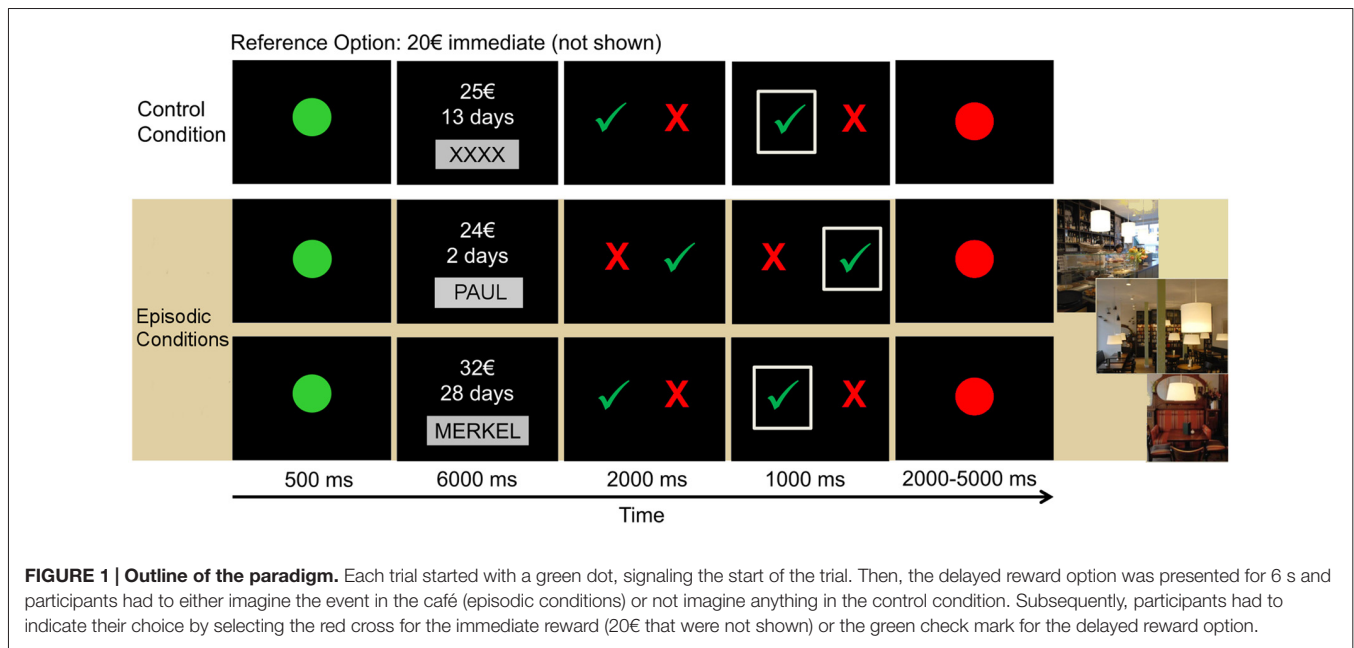 Reference Option: 20€ immediate (not shown)
Control
Condition
25€
13 days
XXXX
X
X
Episodic
Conditions
24€
2 days
PAUL
X
X
32€
28 days
MERKEL
X
X
500 ms
6000 ms
2000 ms
1000 ms
2000-5000 ms
Time
FIGURE 1 | Outline of the paradigm. Each trial started with a green dot, signaling the start of the trial. Then, the delayed reward option was presented for 6 s and
participants had to either imagine the event in the café (episodic conditions) or not imagine anything in the control condition. Subsequently, participants had to
indicate their choice by selecting the red cross for the immediate reward (20€ that were not shown) or the green check mark for the delayed reward option.